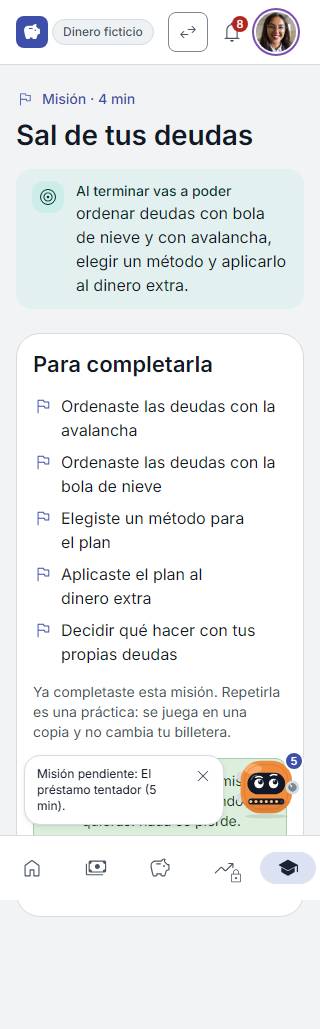 Dinero ficticio
8
Misión · 4 min
Sal de tus deudas
Al terminar vas a poder
ordenar deudas con bola
de nieve y con avalancha,
elegir un método y aplicarlo
al dinero extra.
Para completarla
Ordenaste las deudas con la
avalancha
Ordenaste las deudas con la
bola de nieve
Elegiste un método para
el plan
Aplicaste el plan al
dinero extra
Decidir qué hacer con tus
propias deudas
Ya completaste esta misión. Repetirla
es una práctica: se juega en una
copia y no cambia tu billetera.
Misión pendiente: El
préstamo tentador (5
min).
5
nada se pierde.